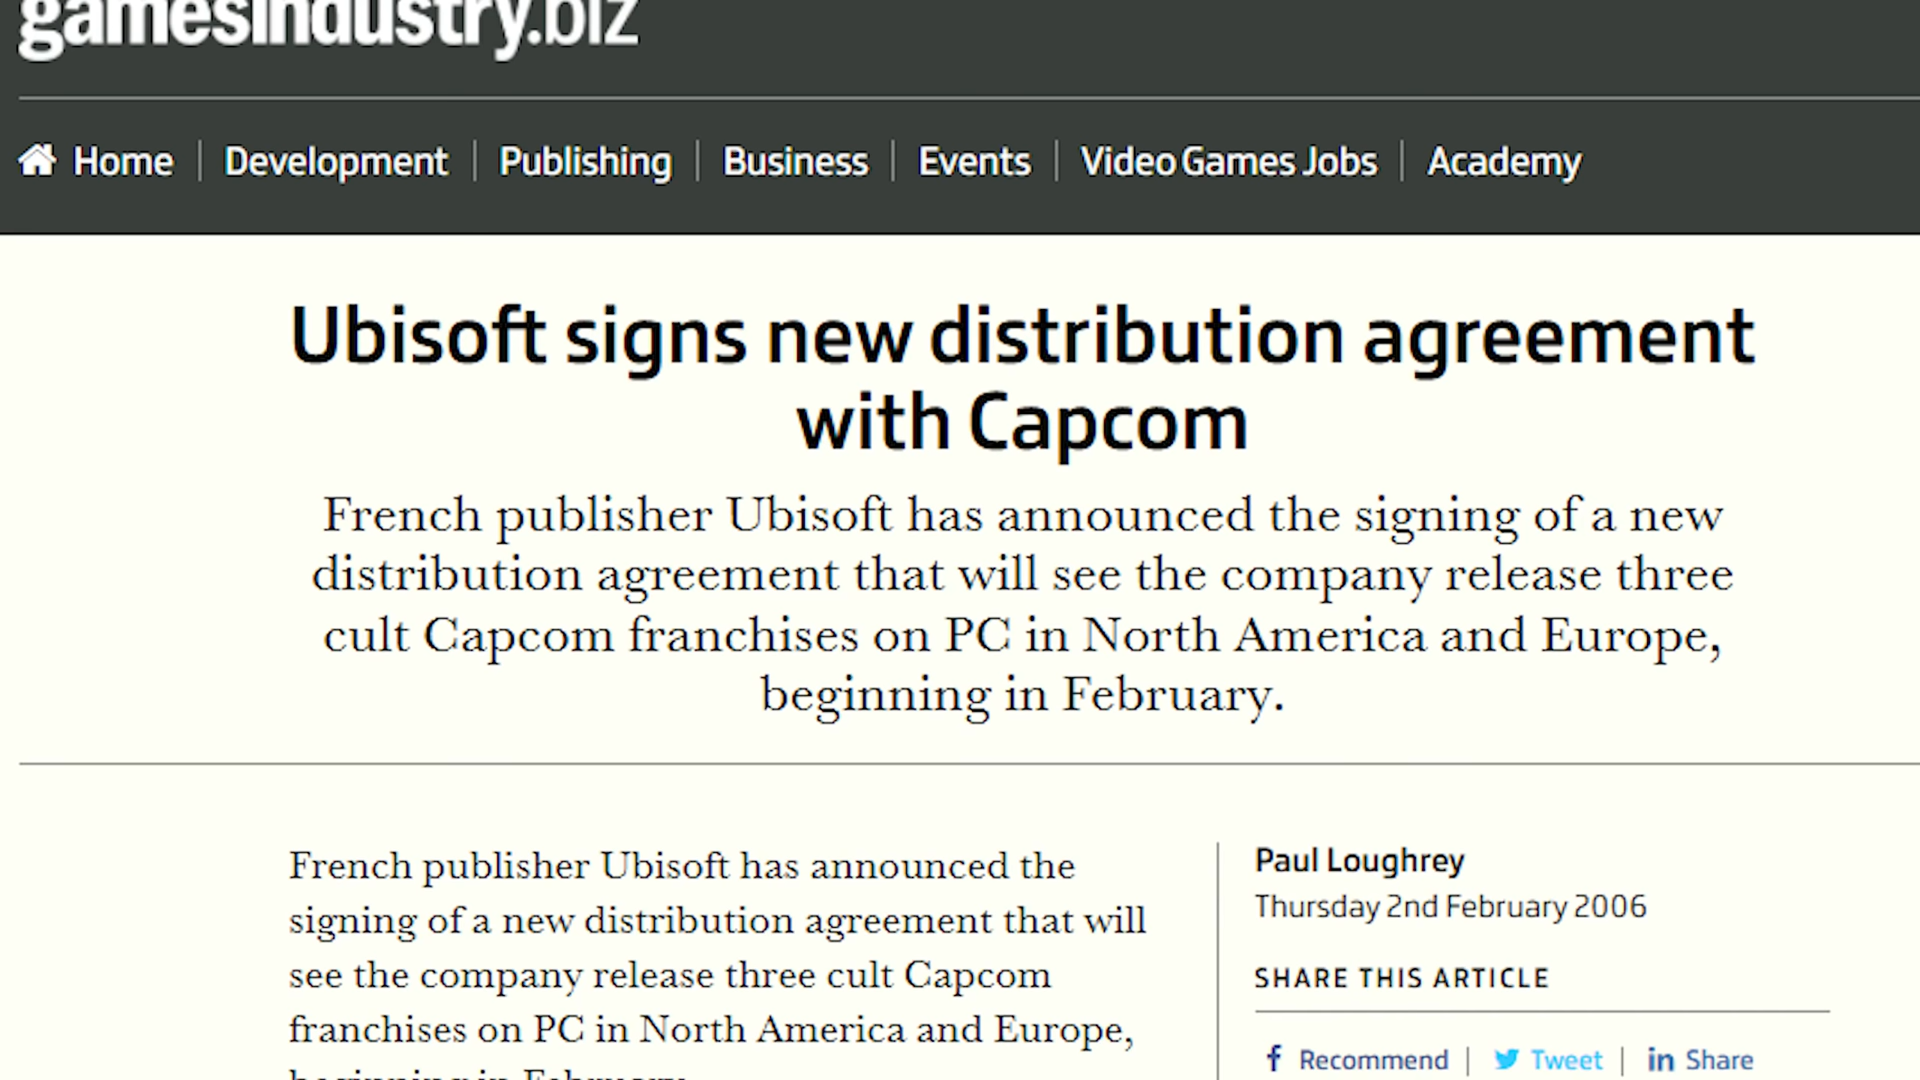 gamesindustry.biz
Home | Development | Publishing | Business | Events | Video Games Jobs | Academy
Ubisoft signs new distribution agreement
with Capcom
French publisher Ubisoft has announced the signing of a new
distribution agreement that will see the company release three
cult Capcom franchises on PC in North America and Europe,
beginning in February.
French publisher Ubisoft has announced the
signing of a new distribution agreement that will
see the company release three cult Capcom
franchises on PC in North America and Europe,
beginning in February.
Paul Loughrey
Thursday 2nd February 2006
SHARE THIS ARTICLE
Recommend | Tweet | Share